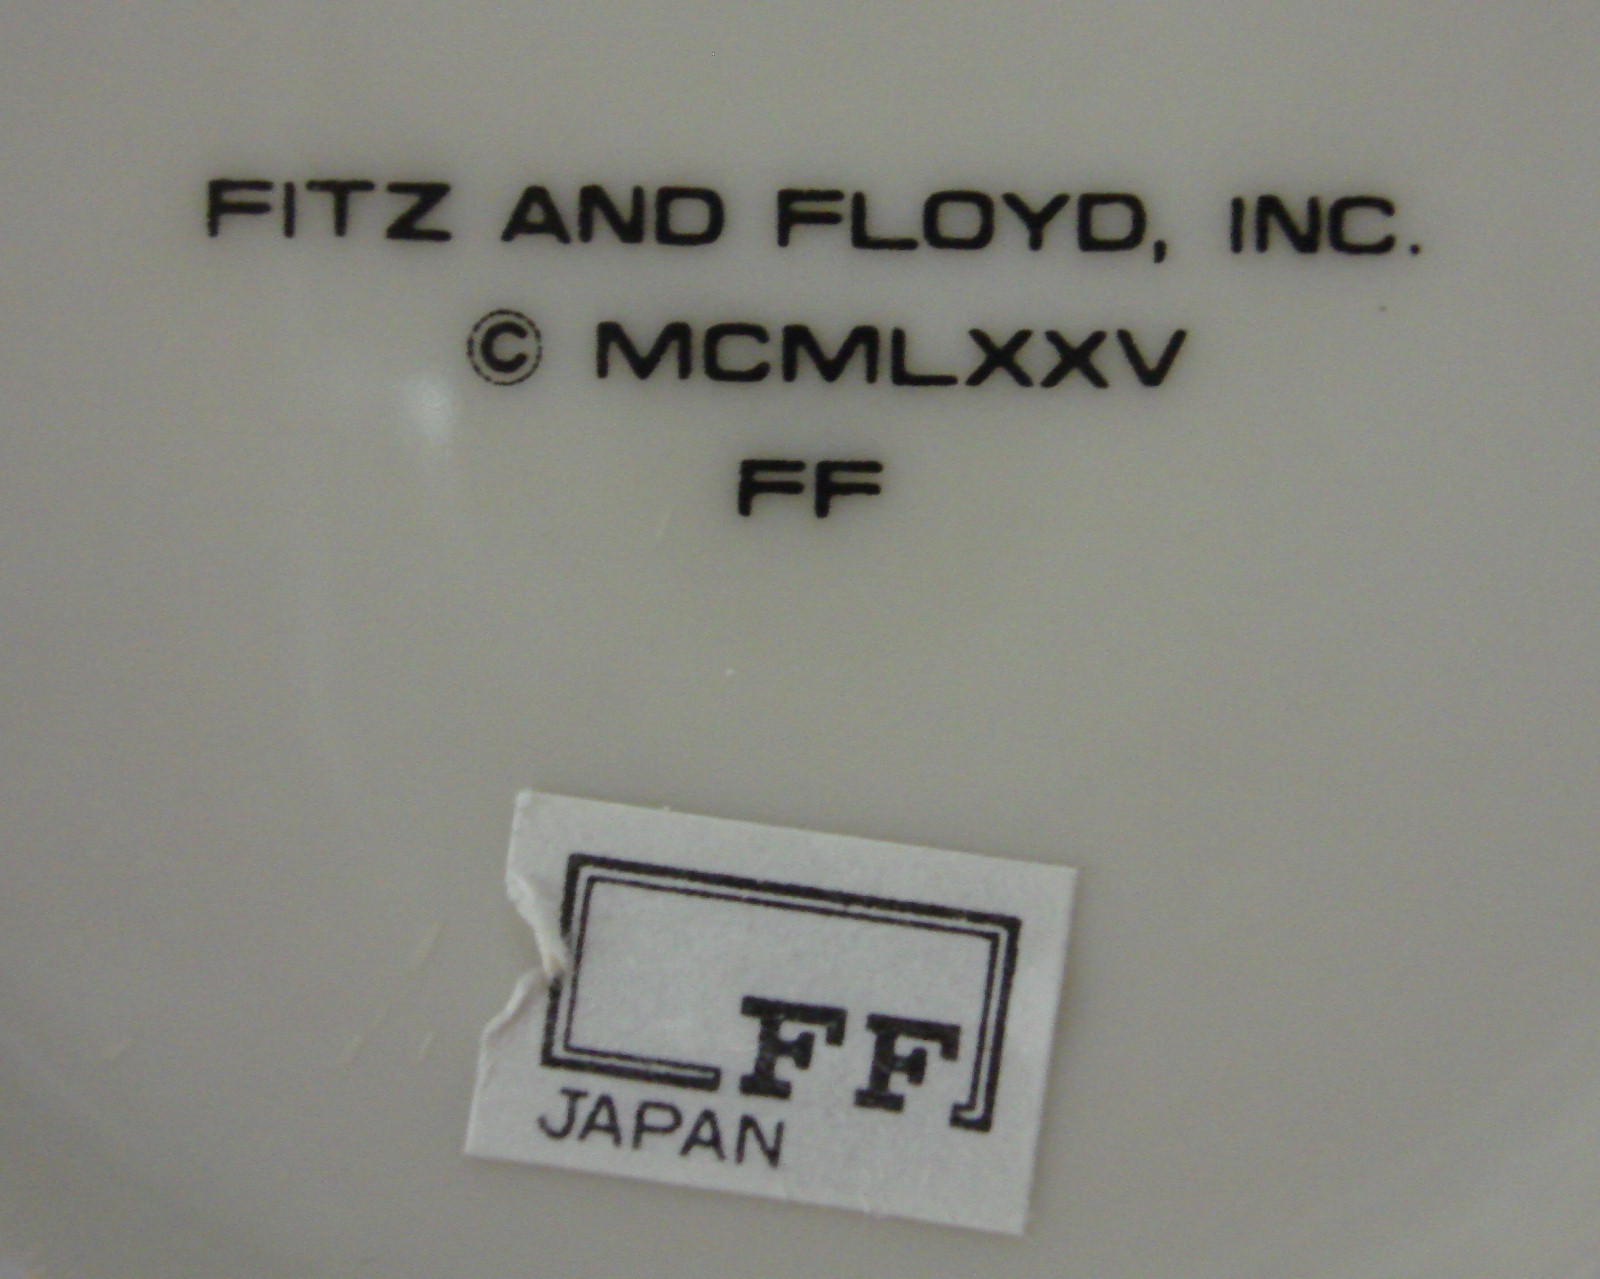 FITZ AND FLOYD, INC.
© MCMLXXV
FF
FF
JAPAN